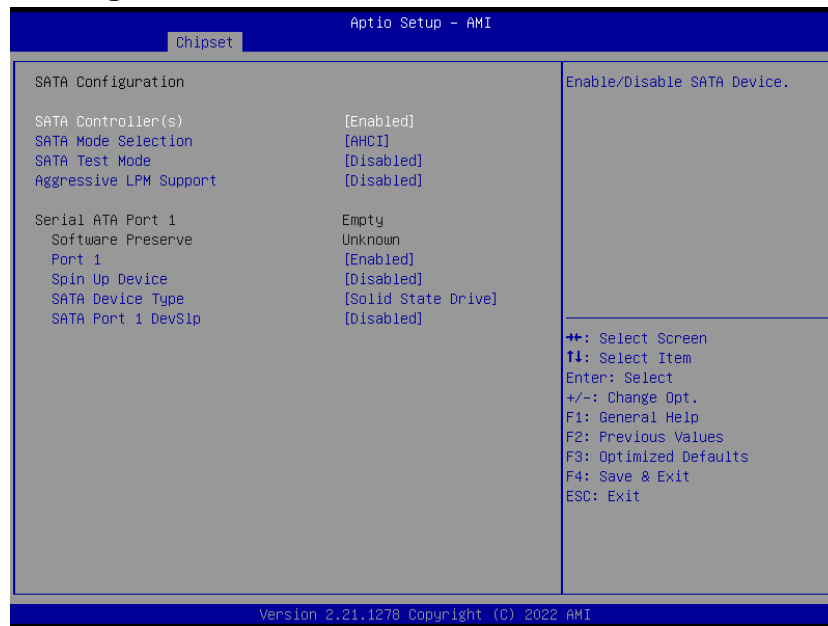 Aptio Setup – AMI
Chipset
SATA Configuration
SATA Controller(s) [Enabled]
SATA Mode Selection [AHCI]
SATA Test Mode [Disabled]
Aggressive LPM Support [Disabled]
Serial ATA Port 1 Empty
Software Preserve Unknown
Port 1 [Enabled]
Spin Up Device [Disabled]
SATA Device Type [Solid State Drive]
SATA Port 1 DevSlp [Disabled]
Enable/Disable SATA Device.
→←: Select Screen
↑↓: Select Item
Enter: Select
+/-: Change Opt.
F1: General Help
F2: Previous Values
F3: Optimized Defaults
F4: Save & Exit
ESC: Exit
Version 2.21.1278 Copyright (C) 2022 AMI